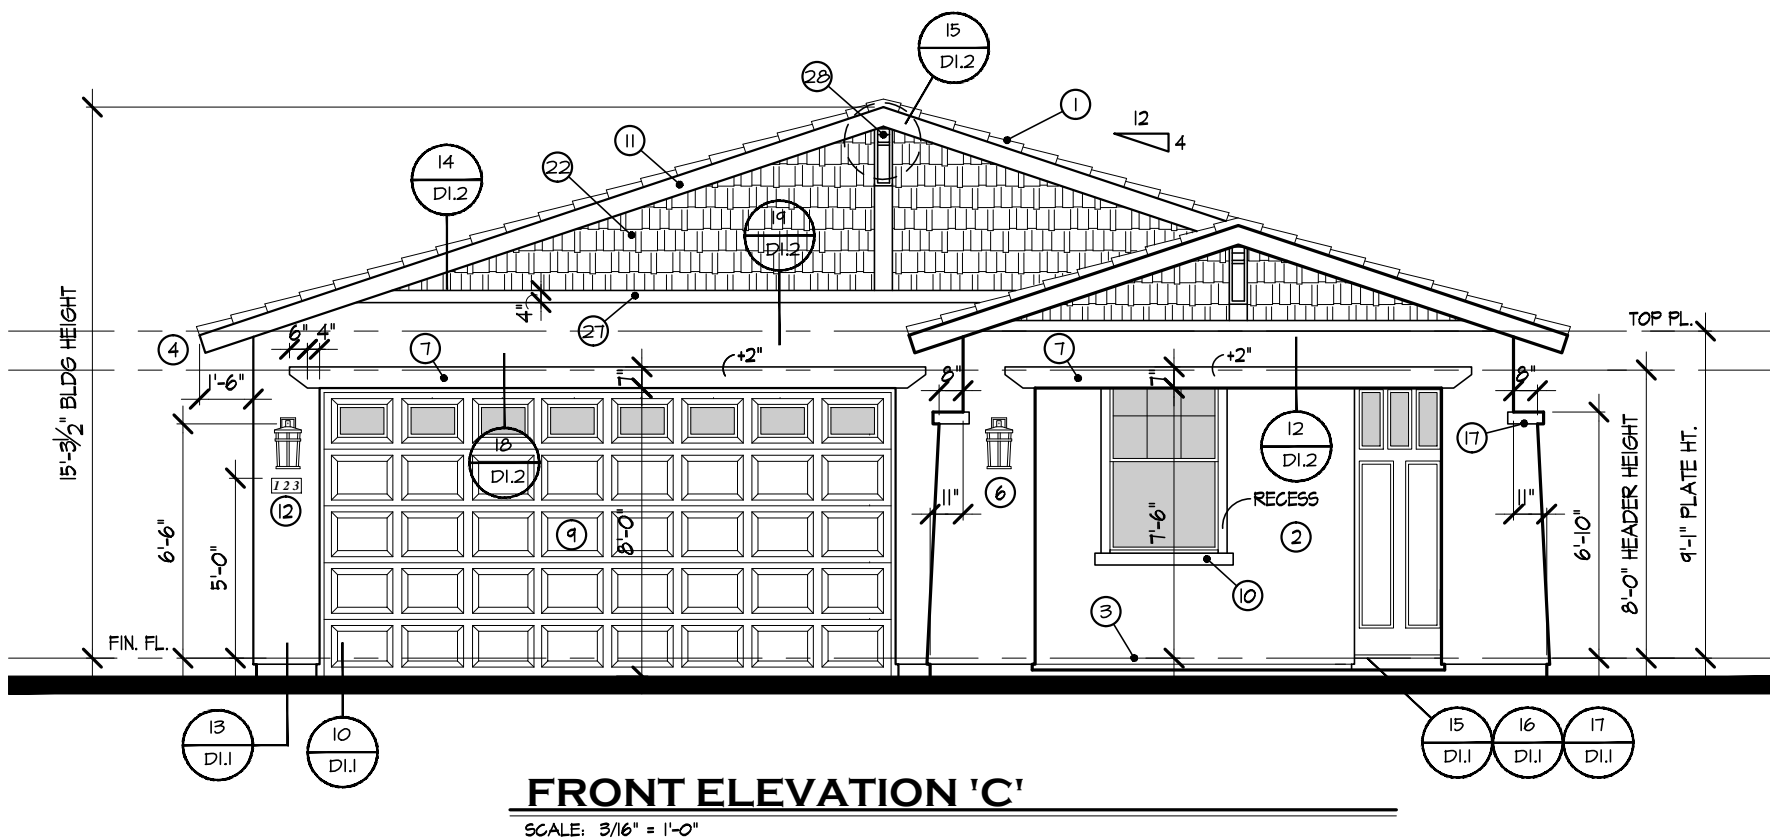 15
D1.2
28
1
12
4
11
14
D1.2
22
19
D1.2
15'-3½" BLDG HEIGHT
4"
27
TOP PL.
4
6" 4"
7
+2"
7
+2"
1'-6"
7"
8"
7"
8"
18
D1.2
12
D1.2
17
6
123
12
11"
RECESS
11"
9
8'-0"
7'-6"
2
6'-6"
5'-0"
6'-10"
8'-0" HEADER HEIGHT
9'-1" PLATE HT.
10
3
FIN. FL.
13
D1.1
10
D1.1
15
D1.1
16
D1.1
17
D1.1
FRONT ELEVATION 'C'
SCALE: 3/16" = 1'-0"